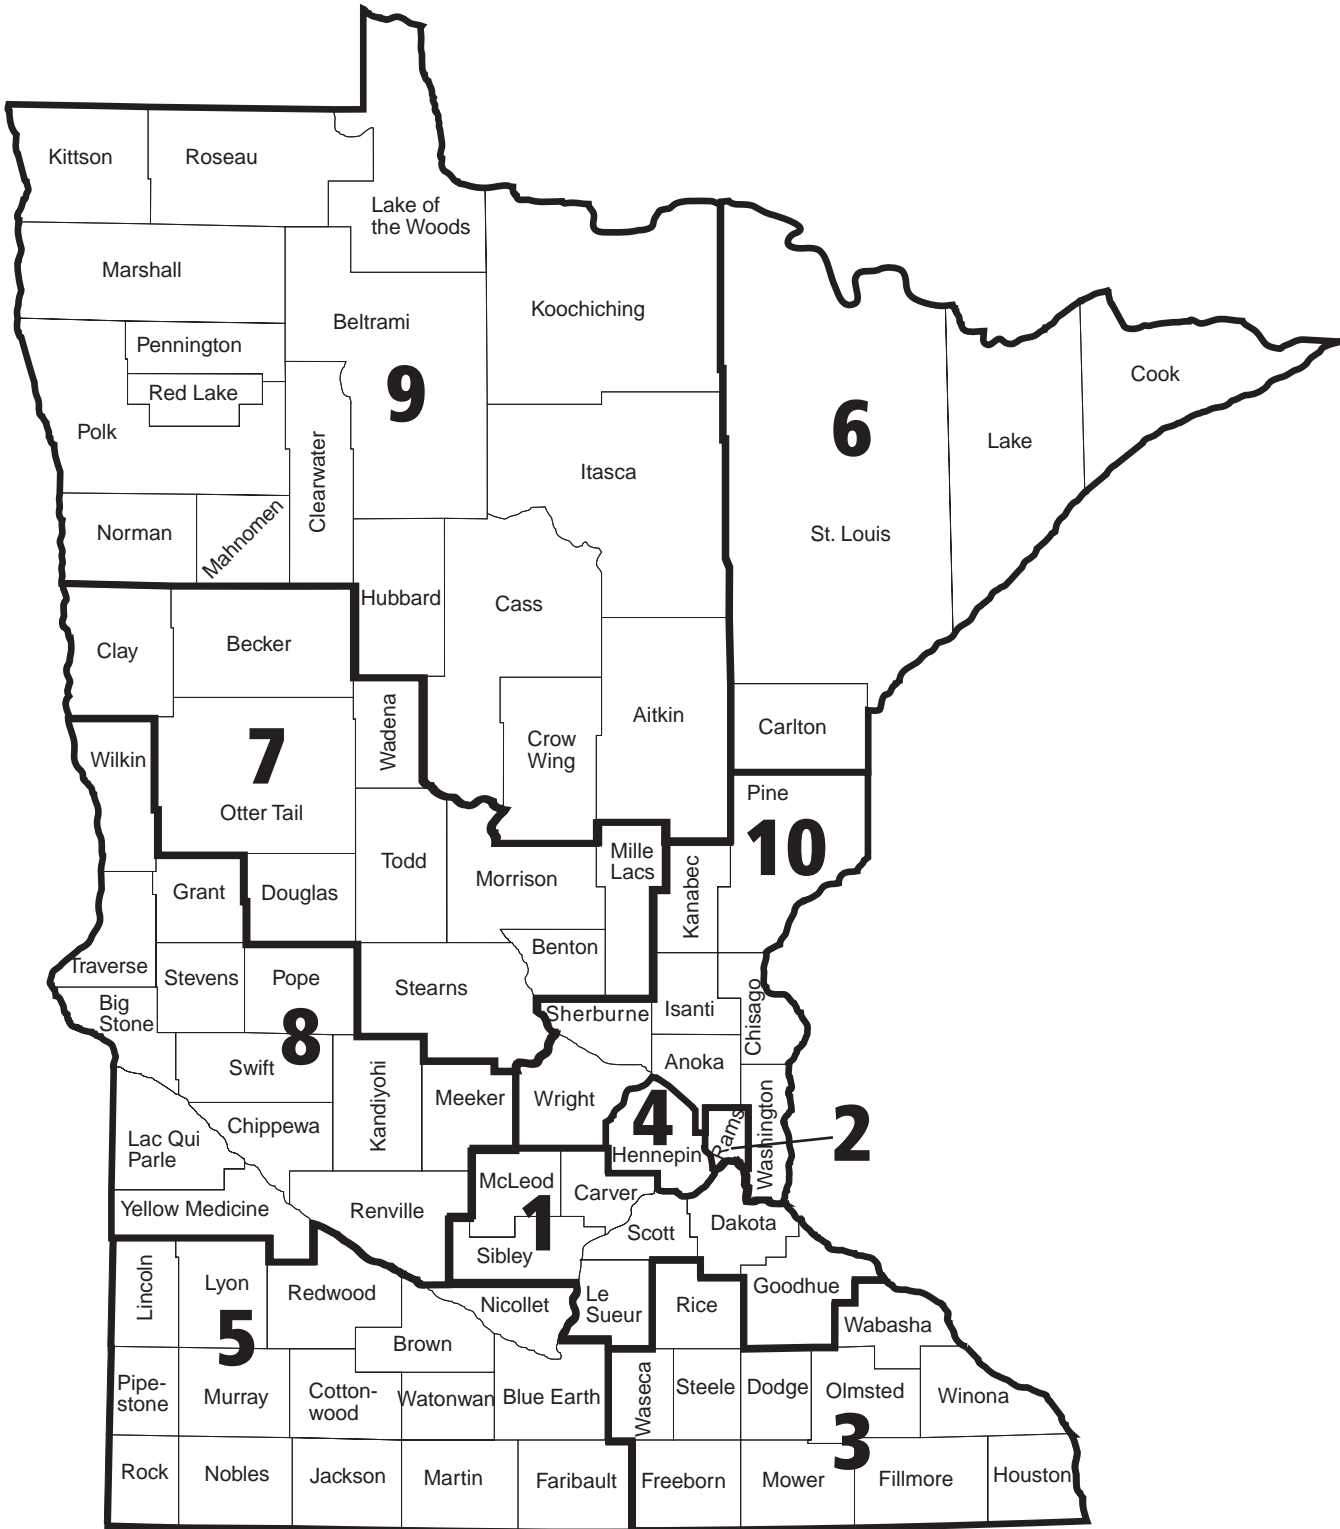 Kittson
Roseau
Lake of
the Woods
Marshall
Koochiching
Beltrami
Pennington
Cook
Red Lake
9
6
Polk
Lake
Clearwater
Itasca
Norman
Mahnomen
St. Louis
Hubbard
Cass
Clay
Becker
Wadena
Aitkin
Carlton
Crow
Wing
Wilkin
7
Pine
Otter Tail
10
Mille
Lacs
Todd
Morrison
Kanabec
Grant
Douglas
Benton
Traverse
Stevens
Pope
Stearns
Big
Stone
Sherburne
Isanti
Chisago
8
Swift
Anoka
Kandiyohi
Meeker
Wright
4
Washington
2
Chippewa
Rams
Lac Qui
Parle
Hennepin
McLeod
Carver
Yellow Medicine
Renville
1
Scott
Dakota
Sibley
Lincoln
Lyon
Redwood
Nicollet
Le
Sueur
Rice
Goodhue
Wabasha
5
Brown
Pipe-
stone
Murray
Cotton-
wood
Watonwan
Blue Earth
Waseca
Steele
Dodge
Olmsted
Winona
3
Rock
Nobles
Jackson
Martin
Faribault
Freeborn
Mower
Fillmore
Houston